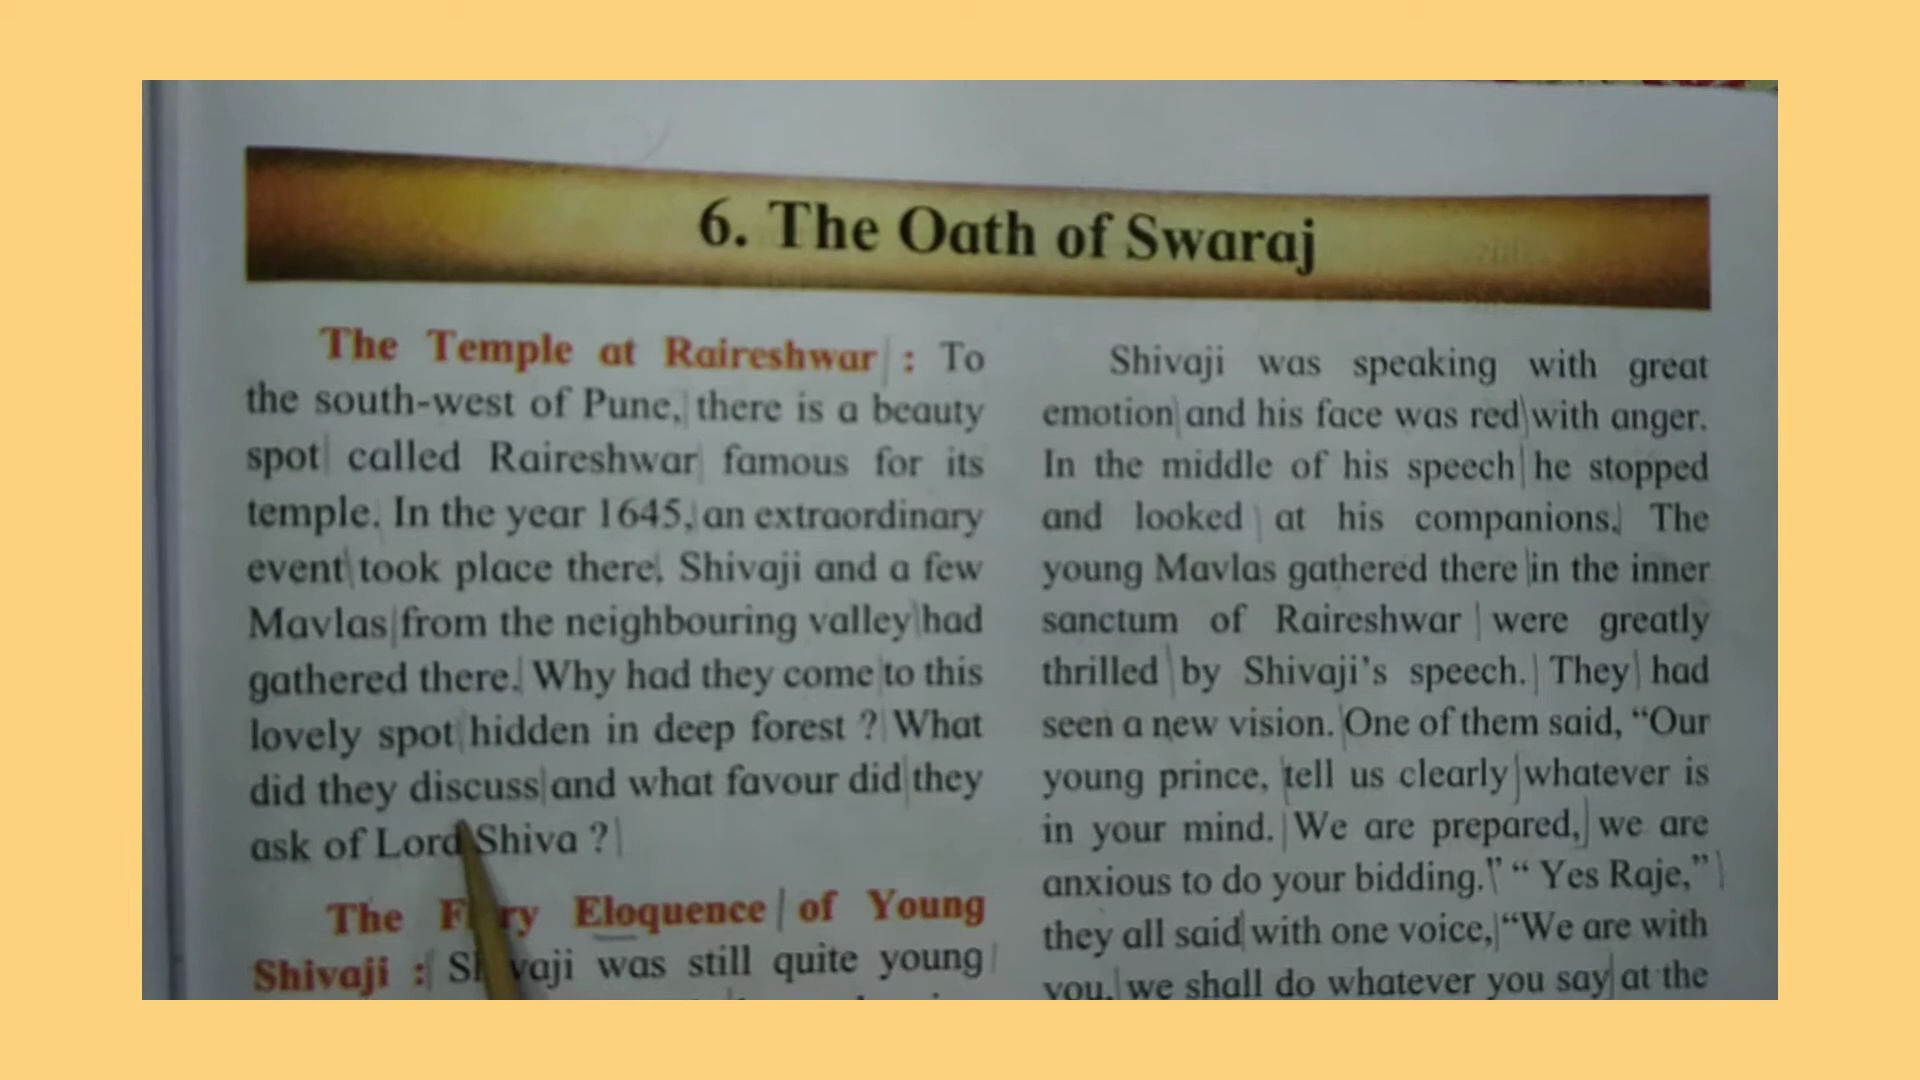 6. The Oath of Swaraj
The Temple at Raireshwar : To
the south-west of Pune, there is a beauty
spot called Raireshwar famous for its
temple. In the year 1645, an extraordinary
event took place there. Shivaji and a few
Mavlas from the neighbouring valley had
gathered there. Why had they come to this
lovely spot hidden in deep forest ? What
did they discuss and what favour did they
ask of Lord Shiva ?
The Eloquence of Young
Shivaji : was still quite young
Shivaji was speaking with great
emotion and his face was red with anger.
In the middle of his speech he stopped
and looked at his companions. The
young Mavlas gathered there in the inner
sanctum of Raireshwar were greatly
thrilled by Shivaji's speech. They had
seen a new vision. One of them said, “Our
young prince, tell us clearly whatever is
in your mind. We are prepared, we are
anxious to do your bidding.” “ Yes Raje,”
they all said with one voice, “We are with
you, we shall do whatever you say at the